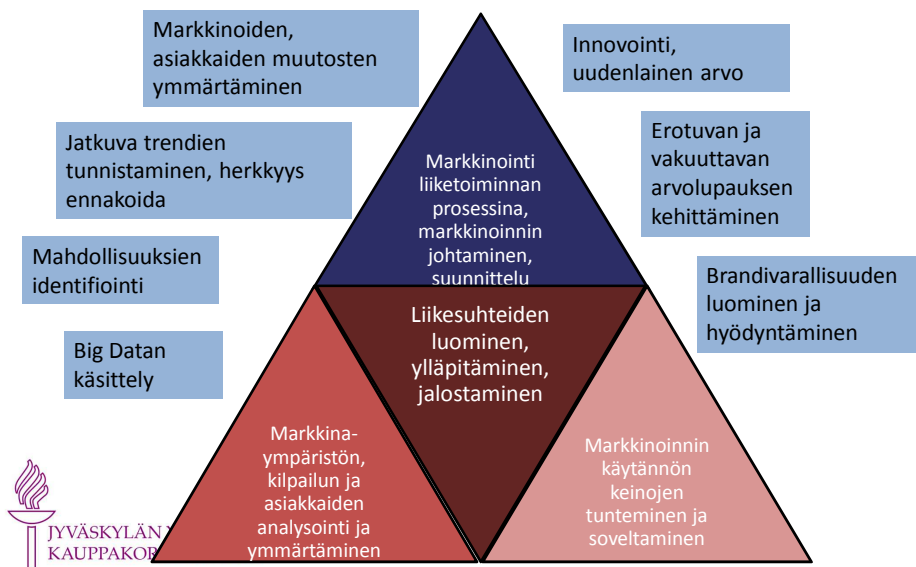 Markkinoiden,
asiakkaiden muutosten
ymmärtäminen
Jatkuva trendien
tunnistaminen, herkkyys
ennakoida
Mahdollisuuksien
identifiointi
Big Datan
käsittely
Innovointi,
uudenlainen arvo
Erotuvan ja
vakuuttavan
arvolupauksen
kehittäminen
Brandivarallisuuden
luominen ja
hyödyntäminen
Markkinointi
liiketoiminnan
prosessina,
markkinoinnin
johtaminen,
suunnittelu
Liikesuhteiden
luominen,
ylläpitäminen,
jalostaminen
Markkina-
ympäristön,
kilpailun ja
asiakkaiden
analysointi ja
ymmärtäminen
Markkinoinnin
käytännön
keinojen
tunteminen ja
soveltaminen
JYVÄSKYLÄN